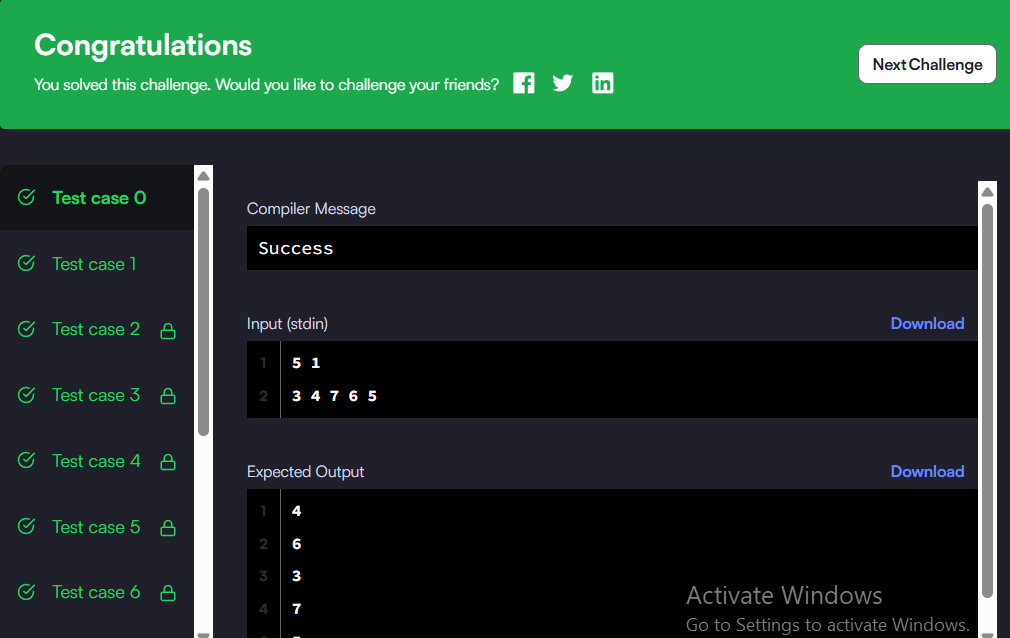 Congratulations
You solved this challenge. Would you like to challenge your friends?
Next Challenge
Test case 0
Test case 1
Test case 2
Test case 3
Test case 4
Test case 5
Test case 6
Compiler Message
Success
Input (stdin)
Download
1 5 1
2 3 4 7 6 5
Expected Output
Download
1 4
2 6
3 3
4 7
Activate Windows
Go to Settings to activate Windows.